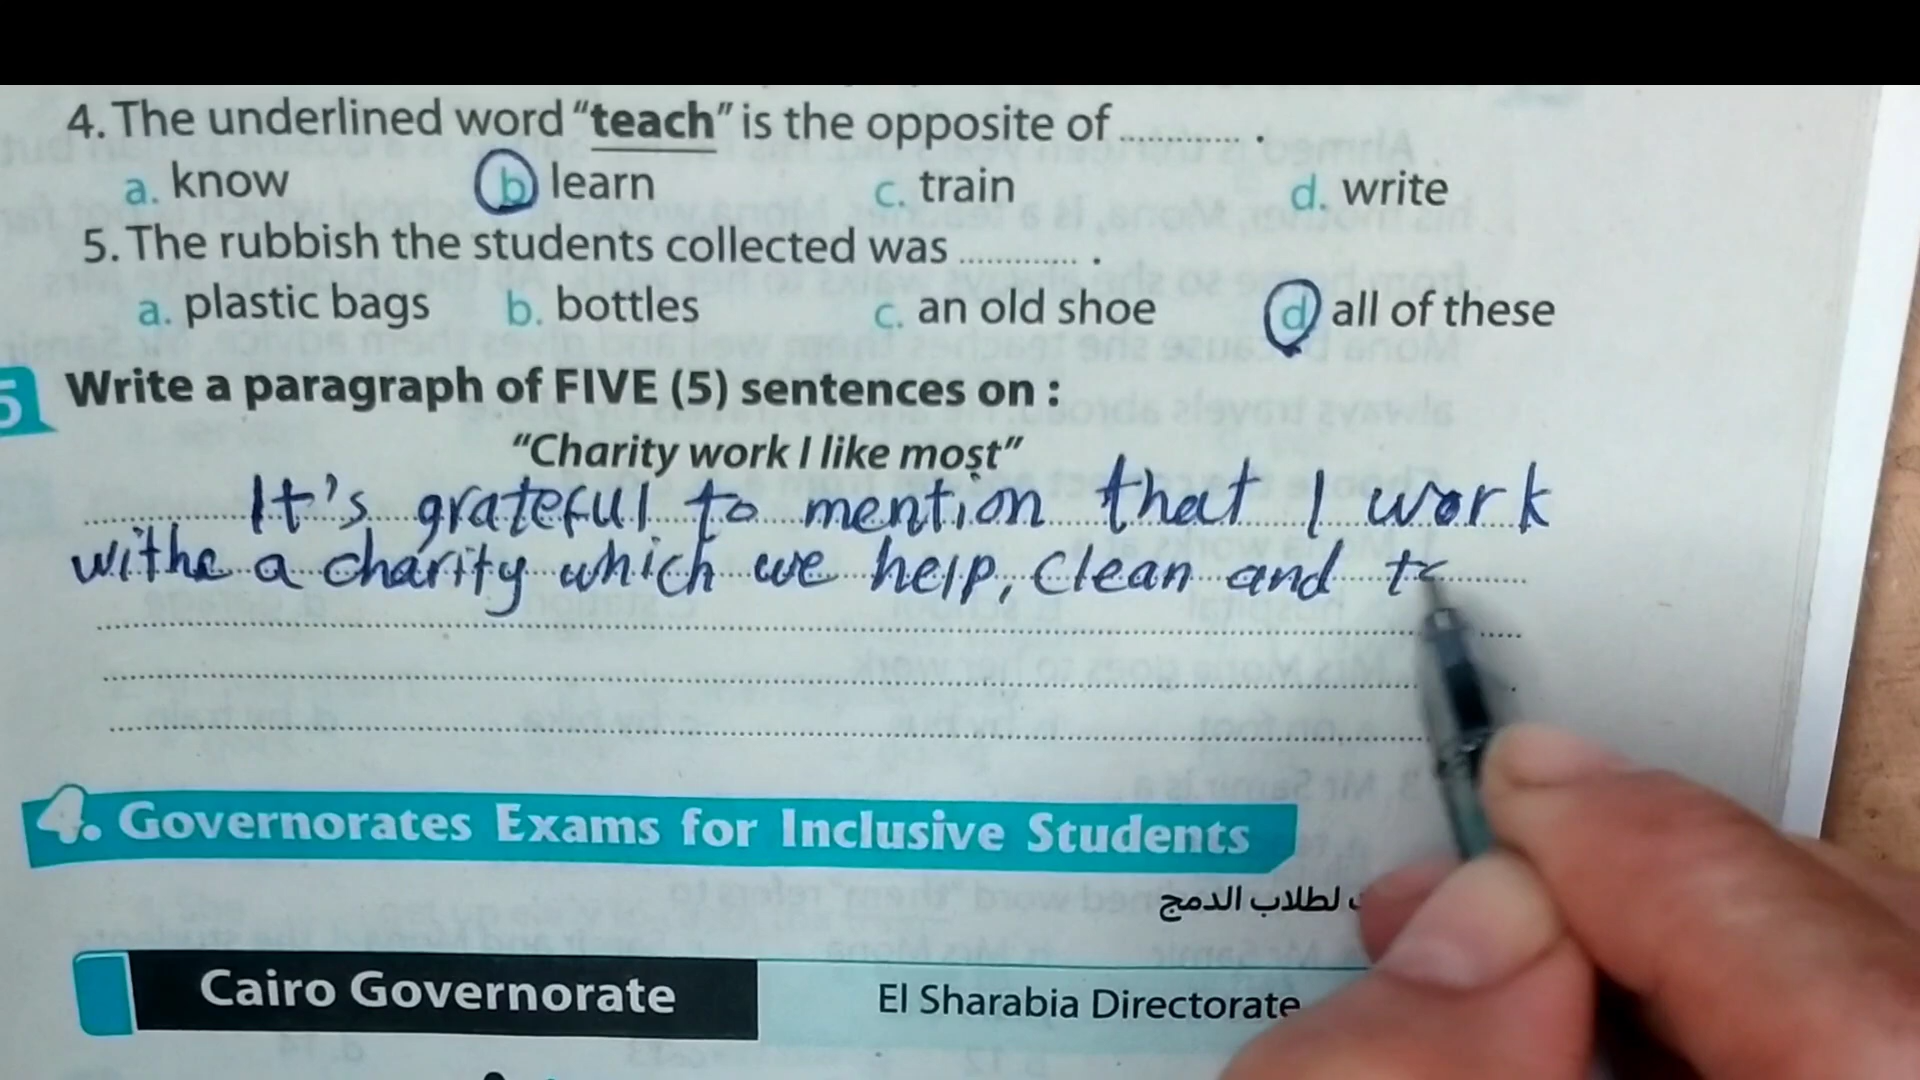 4. The underlined word “teach” is the opposite of ............ .
a. know b learn c. train d. write
5. The rubbish the students collected was ............ .
a. plastic bags b. bottles c. an old shoe d all of these
5 Write a paragraph of FIVE (5) sentences on :
“Charity work I like most”
It's grateful to mention that I work
withe a charity which we help, clean and
4. Governorates Exams for Inclusive Students
لطلاب الدمج
Cairo Governorate El Sharabia Directorate